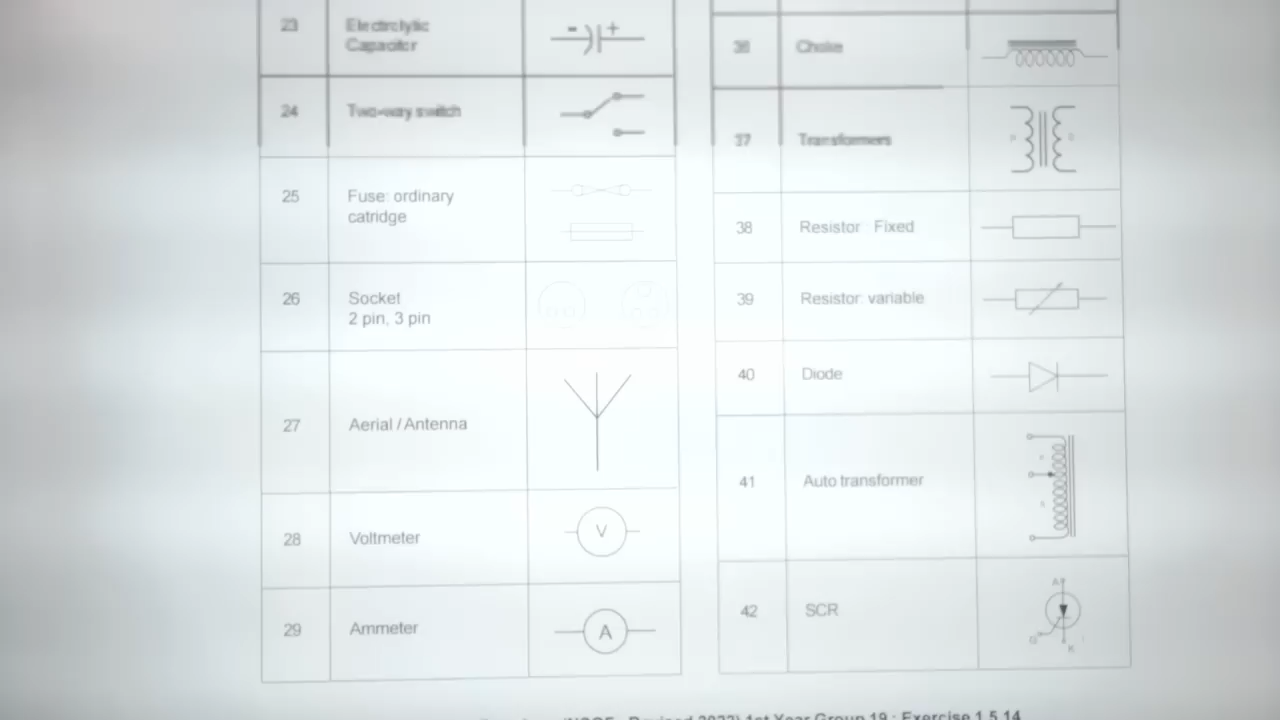 23 Electrolytic
Capacitor
- +
24 Two-way switch
25 Fuse: ordinary
catridge
26 Socket
2 pin, 3 pin
27 Aerial / Antenna
28 Voltmeter V
29 Ammeter A
36 Choke
37 Transformers
38 Resistor : Fixed
39 Resistor: variable
40 Diode
41 Auto transformer
42 SCR
A
G
K
Revised 2022) 1st Year Group 19 : Exercise 1.5.14